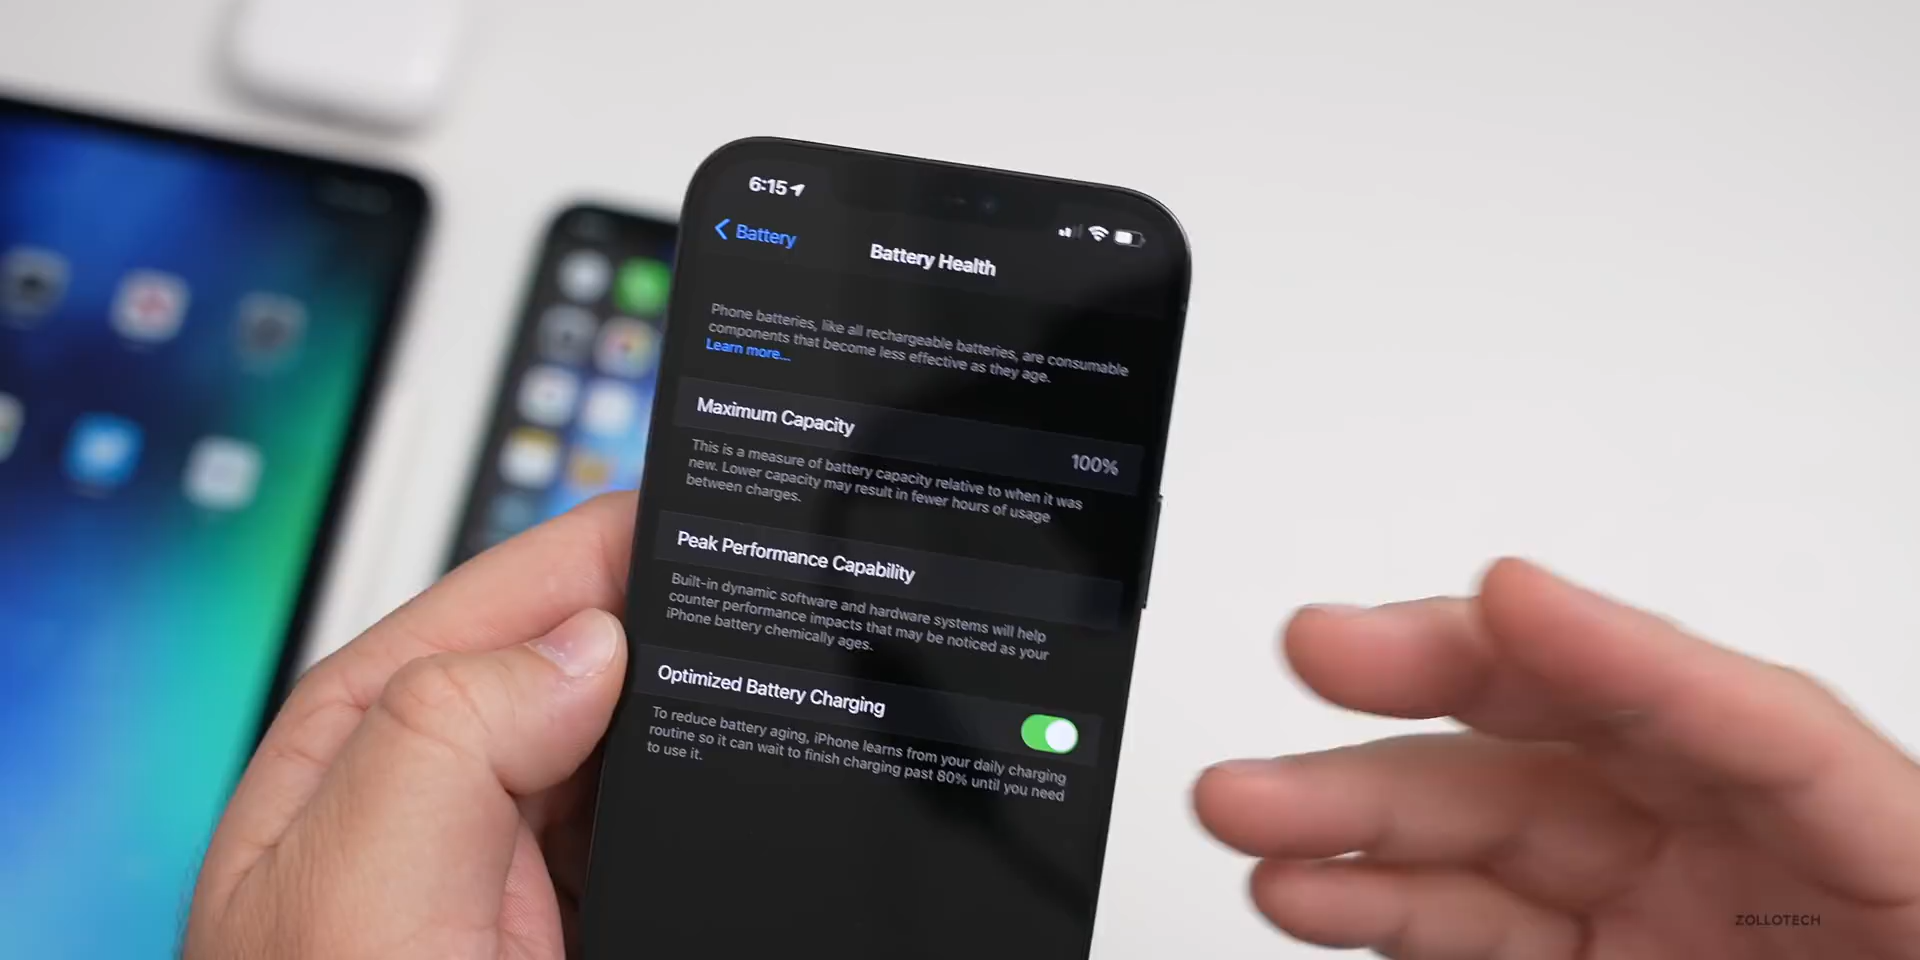 6:15
Battery
Battery Health
Phone batteries, like all rechargeable batteries, are consumable
components that become less effective as they age.
Learn more...
Maximum Capacity
100%
This is a measure of battery capacity relative to when it was
new. Lower capacity may result in fewer hours of usage
between charges.
Peak Performance Capability
Built-in dynamic software and hardware systems will help
counter performance impacts that may be noticed as your
iPhone battery chemically ages.
Optimized Battery Charging
To reduce battery aging, iPhone learns from your daily charging
routine so it can wait to finish charging past 80% until you need
to use it.
ZOLLOTECH